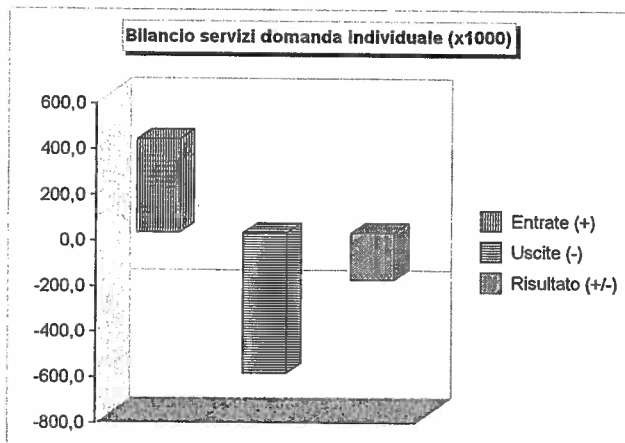 Bilancio servizi domanda individuale (x1000)
600,0
400,0
200,0
0,0
-200,0
-400,0
-600,0
-800,0
Entrate (+)
Uscite (-)
Risultato (+/-)